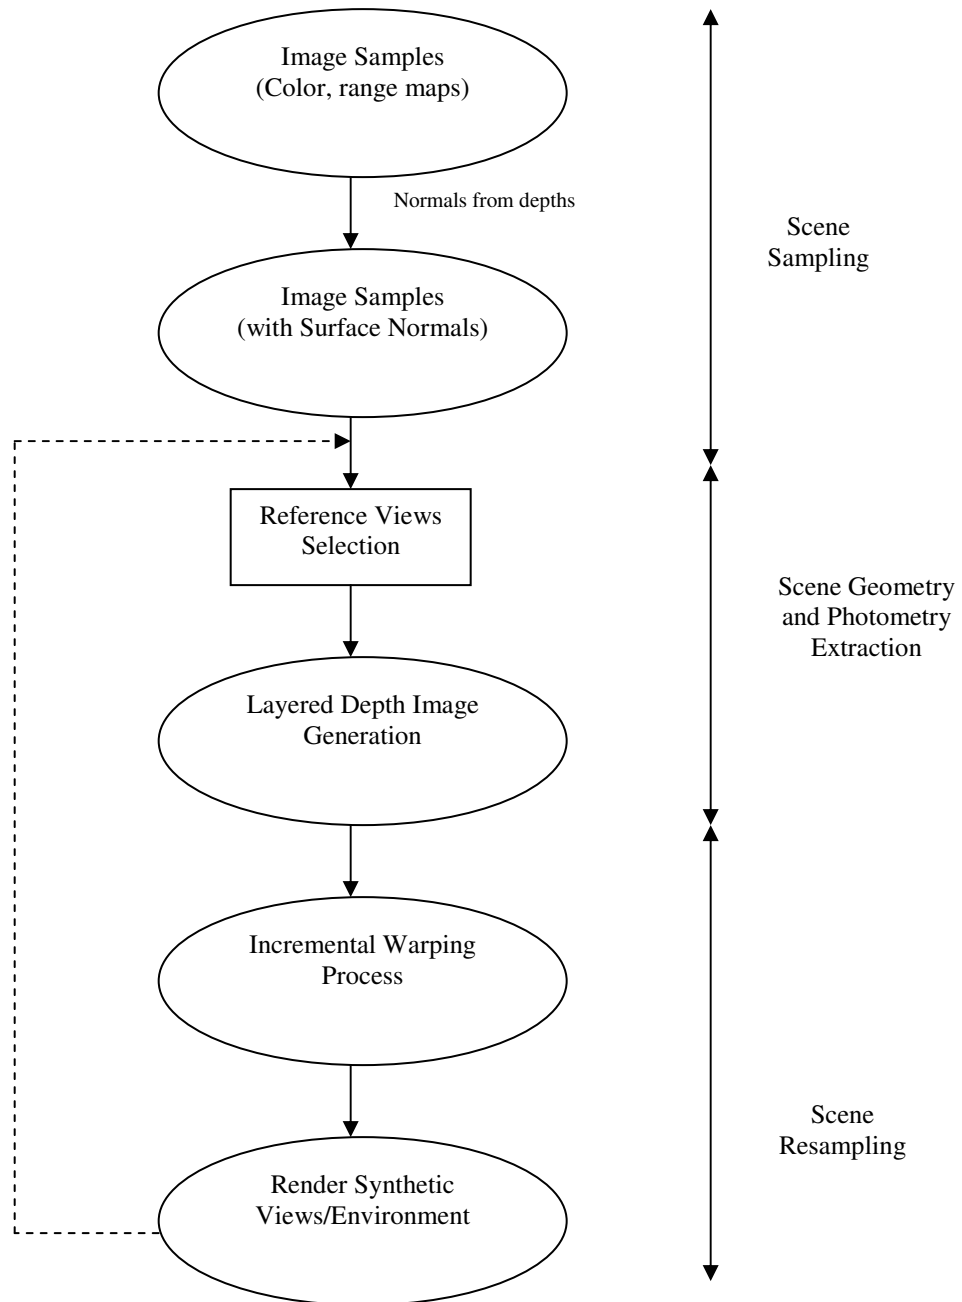 Image Samples
(Color, range maps)
Normals from depths
Scene
Sampling
Image Samples
(with Surface Normals)
Reference Views
Selection
Scene Geometry
and Photometry
Extraction
Layered Depth Image
Generation
Incremental Warping
Process
Scene
Resampling
Render Synthetic
Views/Environment